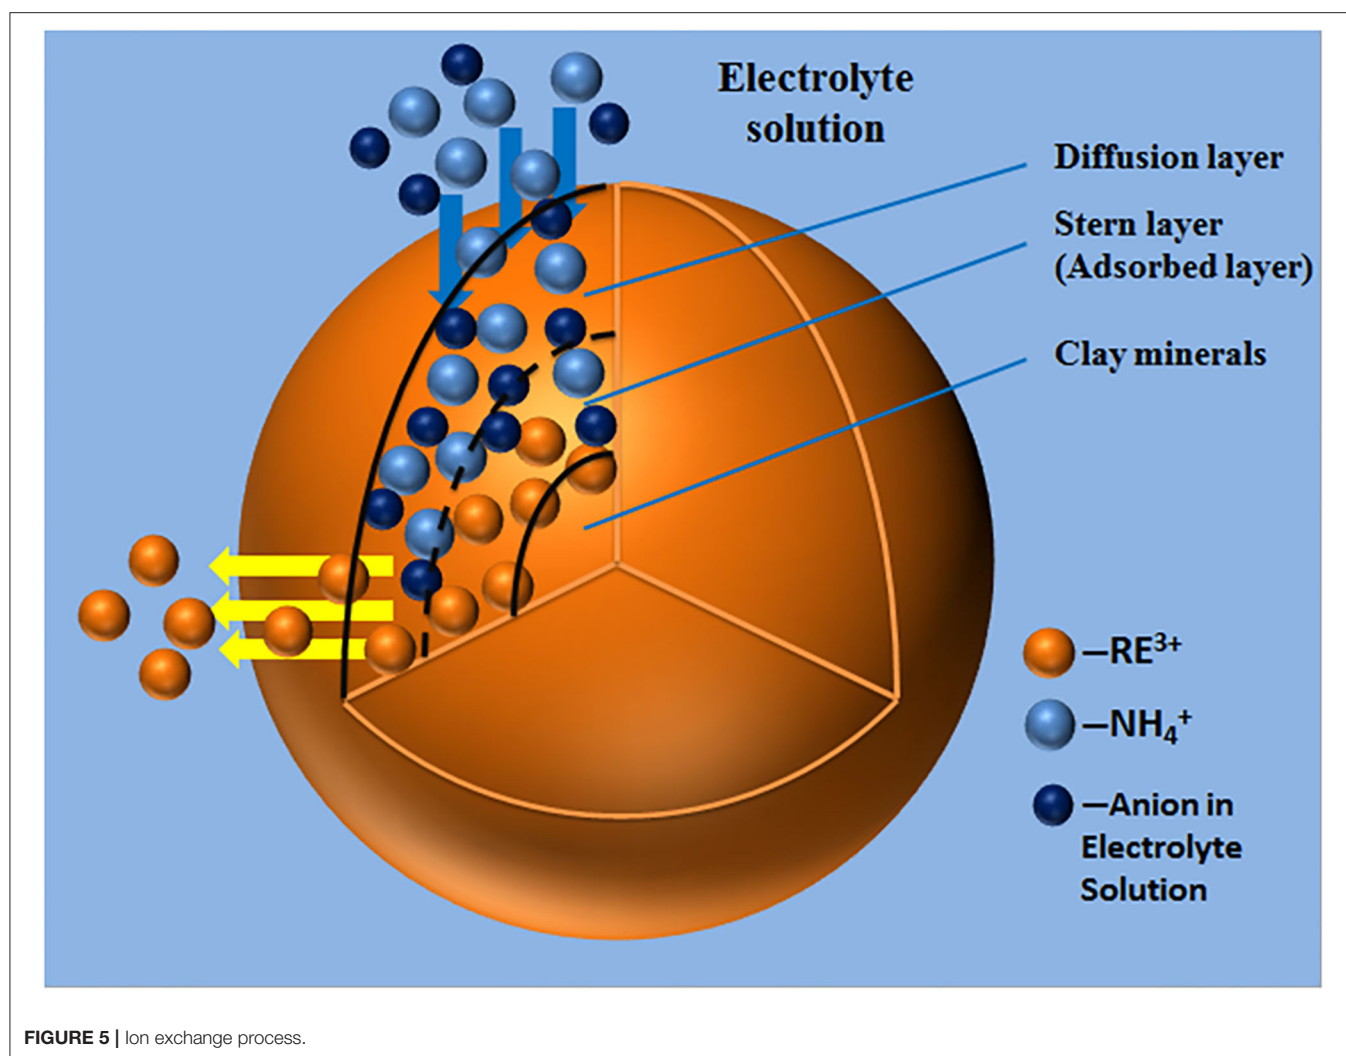 Electrolyte
solution
Diffusion layer
Stern layer
(Adsorbed layer)
Clay minerals
—RE³⁺
—NH₄⁺
—Anion in
Electrolyte
Solution
FIGURE 5 | Ion exchange process.